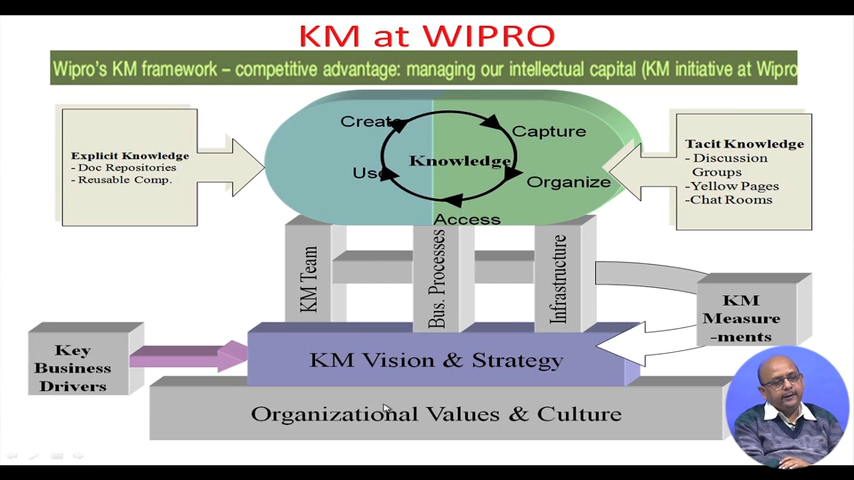 KM at WIPRO
Wipro's KM framework – competitive advantage: managing our intellectual capital (KM initiative at Wipro
Explicit Knowledge
- Doc Repositories
- Reusable Comp.
Create
Capture
Knowledge
Use
Organize
Access
Tacit Knowledge
- Discussion
Groups
-Yellow Pages
-Chat Rooms
KM Team
Bus. Processes
Infrastructure
KM
Measure
-ments
Key
Business
Drivers
KM Vision & Strategy
Organizational Values & Culture